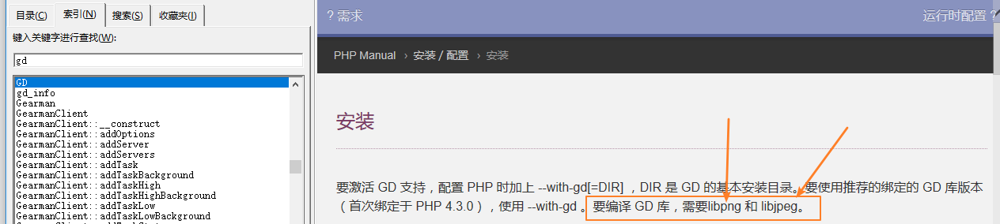 目录(C) 索引(N) 搜索(S) 收藏夹(I)
键入关键字进行查找(W):
gd
GD
gd_info
Gearman
GearmanClient
GearmanClient::__construct
GearmanClient::addOptions
GearmanClient::addServer
GearmanClient::addServers
GearmanClient::addTask
GearmanClient::addTaskBackground
GearmanClient::addTaskHigh
GearmanClient::addTaskHighBackground
GearmanClient::addTaskLow
GearmanClient::addTaskLowBackground
? 需求
运行时配置 ?
PHP Manual › 安装 / 配置 › 安装
安装
要激活 GD 支持，配置 PHP 时加上 --with-gd[=DIR] ，DIR 是 GD 的基本安装目录。要使用推荐的绑定的 GD 库版本
（首次绑定于 PHP 4.3.0），使用 --with-gd 。要编译 GD 库，需要libpng 和 libjpeg。